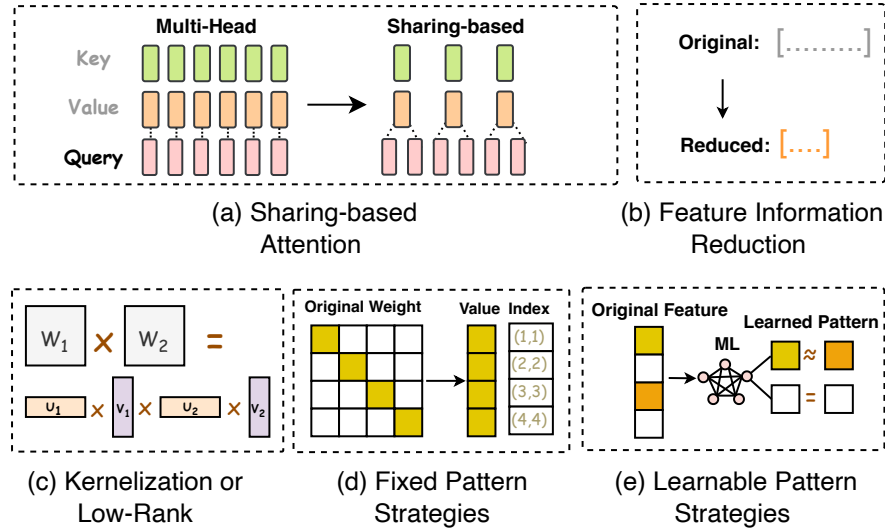 Multi-Head
Sharing-based
Key
Value
Query
(a) Sharing-based
Attention
Original: [.........]
Reduced: [....]
(b) Feature Information
Reduction
W₁ × W₂ =
U₁ × V₁ × U₂ × V₂
(c) Kernelization or
Low-Rank
Original Weight
Value
Index
(1,1)
(2,2)
(3,3)
(4,4)
(d) Fixed Pattern
Strategies
Original Feature
ML
Learned Pattern
≈
=
(e) Learnable Pattern
Strategies